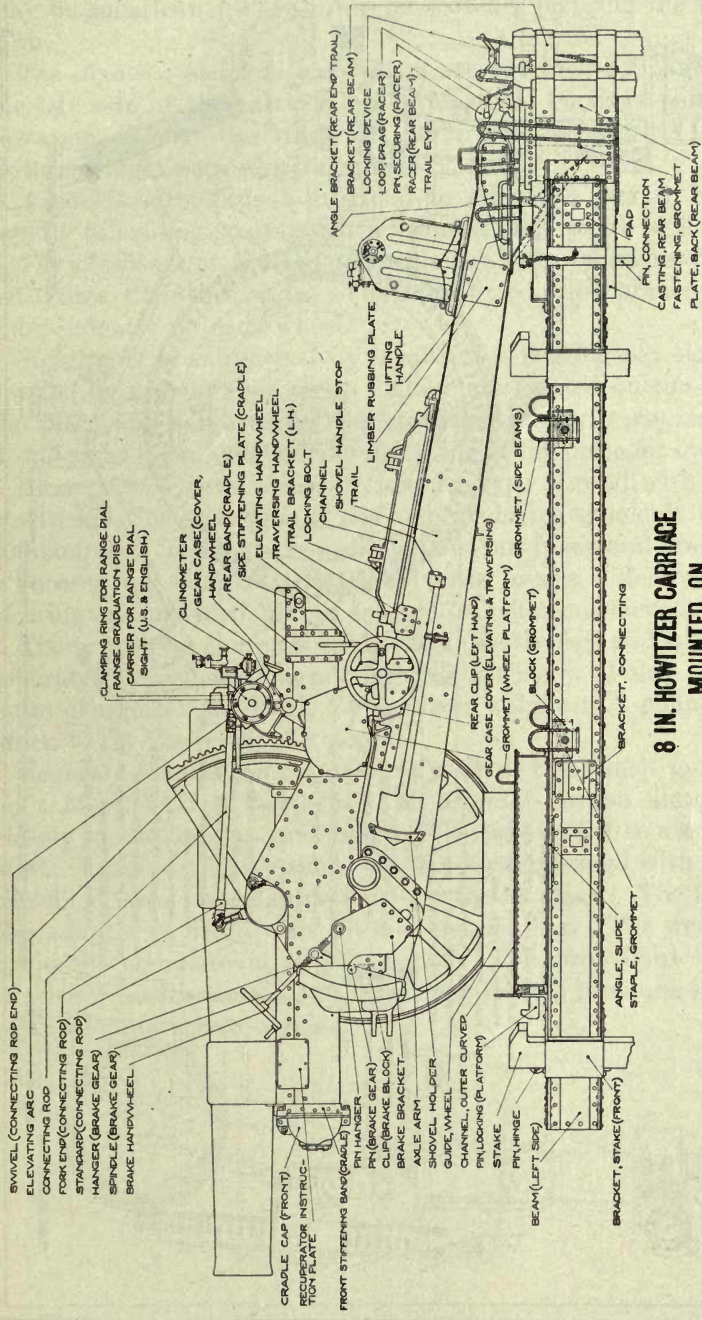 SWIVEL (CONNECTING ROD END)
ELEVATING ARC
CONNECTING ROD
FORK END (CONNECTING ROD)
STANDARD (CONNECTING ROD)
HANGER (BRAKE GEAR)
SPINDLE (BRAKE GEAR)
BRAKE HANDWHEEL
CRADLE CAP (FRONT)
RECUPERATOR INSTRUC-
TION PLATE
FRONT STIFFENING BAND (CRADLE)
PIN HANGER
PIN (BRAKE GEAR)
CLIP (BRAKE BLOCK)
BRAKE BRACKET
AXLE ARM
SHOVEL HOLDER
GUIDE, WHEEL
CHANNEL, OUTER CURVED
PIN, LOCKING (PLATFORM)
STAKE
PIN, HINGE
BEAM (LEFT SIDE)
BRACKET, STAKE (FRONT)
CLAMPING RING FOR RANGE DIAL
RANGE GRADUATION DISC
CARRIER FOR RANGE DIAL
SIGHT (U.S. & ENGLISH)
CLINOMETER
GEAR CASE (COVER,
HANDWHEEL
REAR BAND (CRADLE)
SIDE STIFFENING PLATE (CRADLE)
ELEVATING HANDWHEEL
TRAVERSING HANDWHEEL
TRAIL BRACKET (L.H.)
LOCKING BOLT
CHANNEL
SHOVEL HANDLE STOP
TRAIL
LIMBER RUBBING PLATE
LIFTING
HANDLE
REAR CLIP (LEFT HAND)
GEAR CASE COVER (ELEVATING & TRAVERSING)
GROMMET (WHEEL PLATFORM)
BLOCK (GROMMET)
GROMMET (SIDE BEAMS)
ANGLE, SLIDE
STAPLE, GROMMET
BRACKET, CONNECTING
ANGLE BRACKET (REAR END TRAIL)
BRACKET (REAR BEAM)
LOCKING DEVICE
LOOP, DRAG (RACER)
PIN, SECURING (RACER)
RACER (REAR BEAM)
TRAIL EYE
PAD
PIN, CONNECTION
CASTING, REAR BEAM
FASTENING, GROMMET
PLATE, BACK (REAR BEAM)
8 IN. HOWITZER CARRIAGE
MOUNTED ON